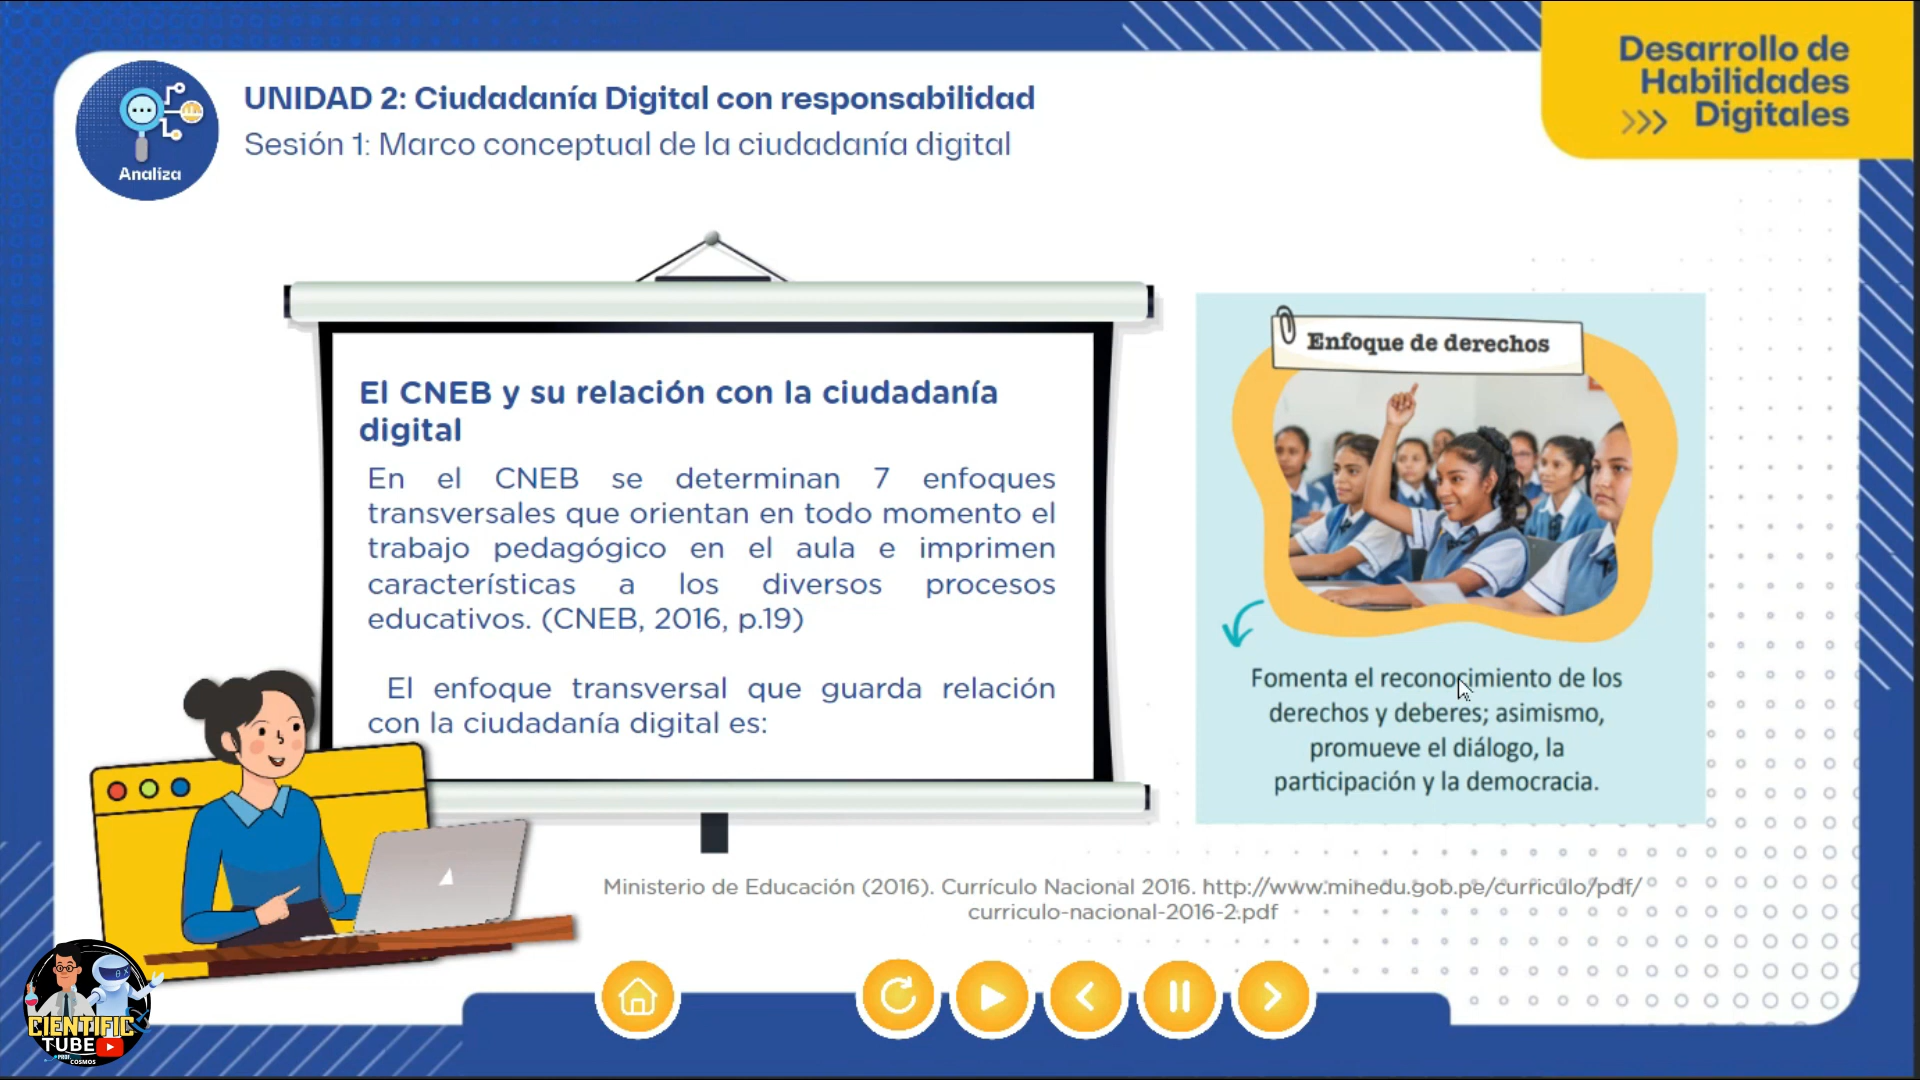 Desarrollo de
Habilidades
>>> Digitales
UNIDAD 2: Ciudadanía Digital con responsabilidad
Sesión 1: Marco conceptual de la ciudadanía digital
Analiza
El CNEB y su relación con la ciudadanía
digital
En el CNEB se determinan 7 enfoques
transversales que orientan en todo momento el
trabajo pedagógico en el aula e imprimen
características a los diversos procesos
educativos. (CNEB, 2016, p.19)
El enfoque transversal que guarda relación
con la ciudadanía digital es:
Enfoque de derechos
Fomenta el reconocimiento de los
derechos y deberes; asimismo,
promueve el diálogo, la
participación y la democracia.
Ministerio de Educación (2016). Currículo Nacional 2016. http://www.minedu.gob.pe/curriculo/pdf/
curriculo-nacional-2016-2.pdf
CIENTIFIC
TUBE
PROF.
COSMOS